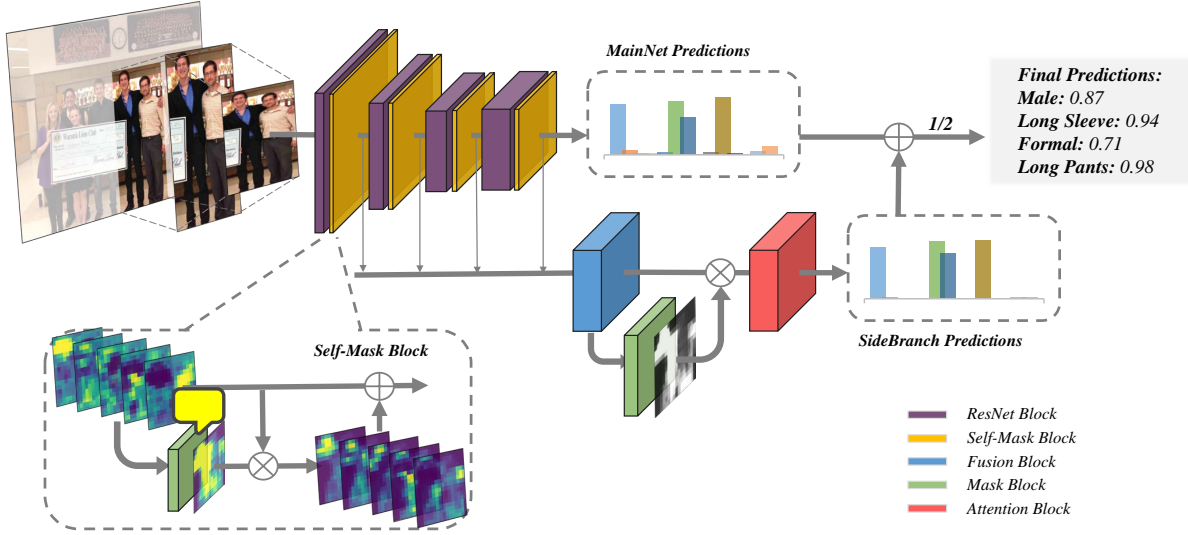 MainNet Predictions
Final Predictions:
Male: 0.87
Long Sleeve: 0.94
Formal: 0.71
Long Pants: 0.98
1/2
SideBranch Predictions
Self-Mask Block
ResNet Block
Self-Mask Block
Fusion Block
Mask Block
Attention Block